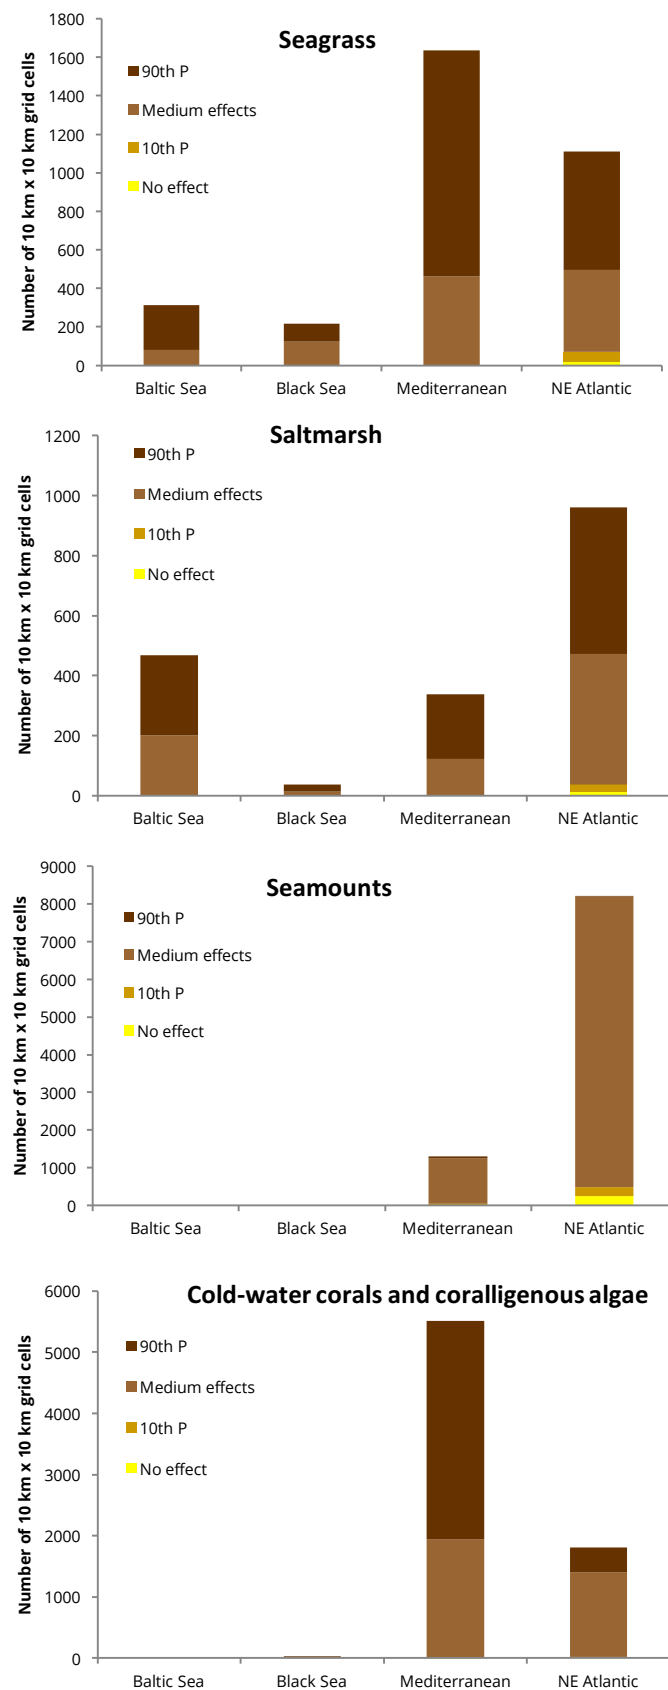 Seagrass
Number of 10 km x 10 km grid cells
1800
1600
1400
1200
1000
800
600
400
200
0
90th P
Medium effects
10th P
No effect
Baltic Sea Black Sea Mediterranean NE Atlantic
Saltmarsh
Number of 10 km x 10 km grid cells
1200
1000
800
600
400
200
0
90th P
Medium effects
10th P
No effect
Baltic Sea Black Sea Mediterranean NE Atlantic
Seamounts
Number of 10 km x 10 km grid cells
9000
8000
7000
6000
5000
4000
3000
2000
1000
0
90th P
Medium effects
10th P
No effect
Baltic Sea Black Sea Mediterranean NE Atlantic
Cold-water corals and coralligenous algae
Number of 10 km x 10 km grid cells
6000
5000
4000
3000
2000
1000
0
90th P
Medium effects
10th P
No effect
Baltic Sea Black Sea Mediterranean NE Atlantic